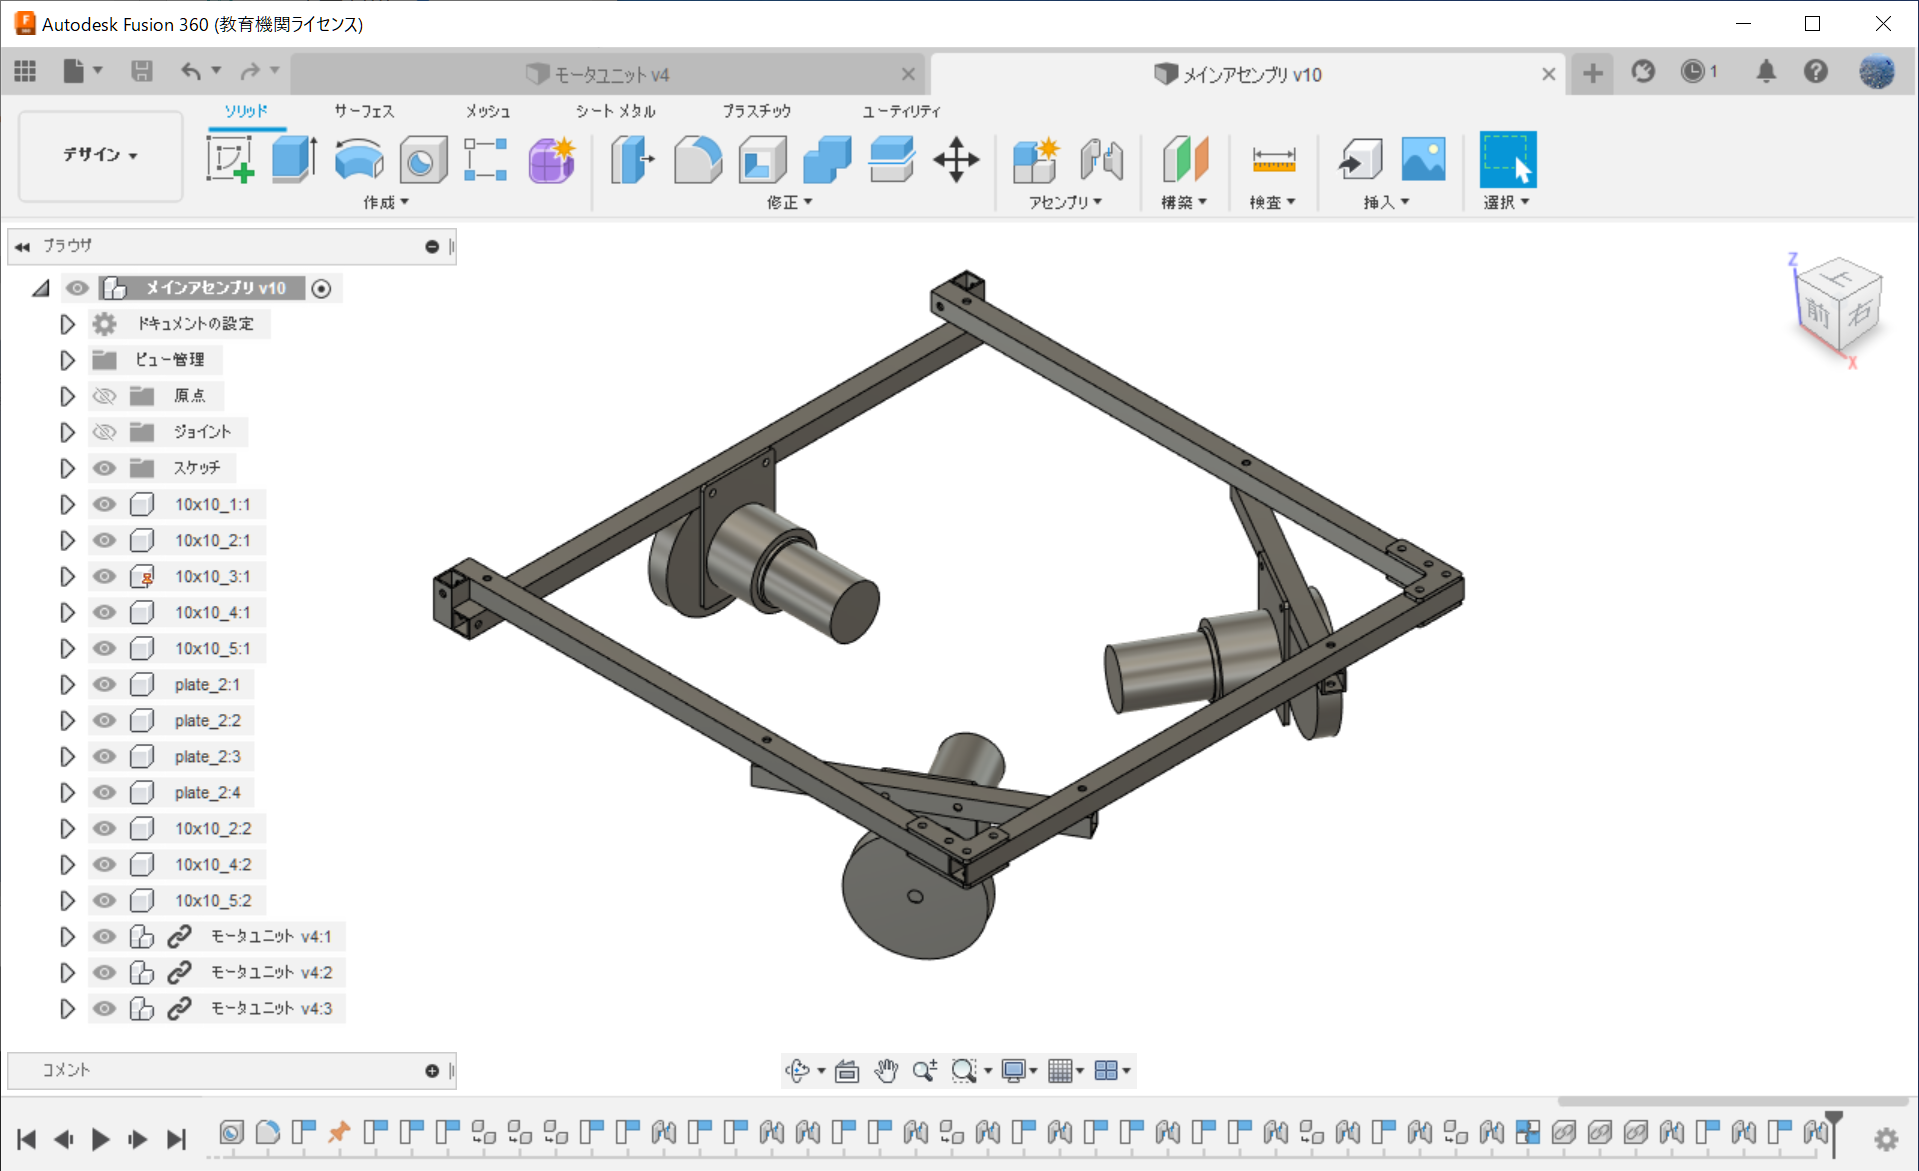 Autodesk Fusion 360 (教育機関ライセンス)
モータユニット v4
メインアセンブリ v10
1
ソリッド
サーフェス
メッシュ
シート メタル
プラスチック
ユーティリティ
デザイン
作成
修正
アセンブリ
構築
検査
挿入
選択
ブラウザ
メインアセンブリ v10
ドキュメントの設定
ビュー管理
原点
ジョイント
スケッチ
10x10_1:1
10x10_2:1
10x10_3:1
10x10_4:1
10x10_5:1
plate_2:1
plate_2:2
plate_2:3
plate_2:4
10x10_2:2
10x10_4:2
10x10_5:2
モータユニット v4:1
モータユニット v4:2
モータユニット v4:3
Z
上
前
右
X
コメント